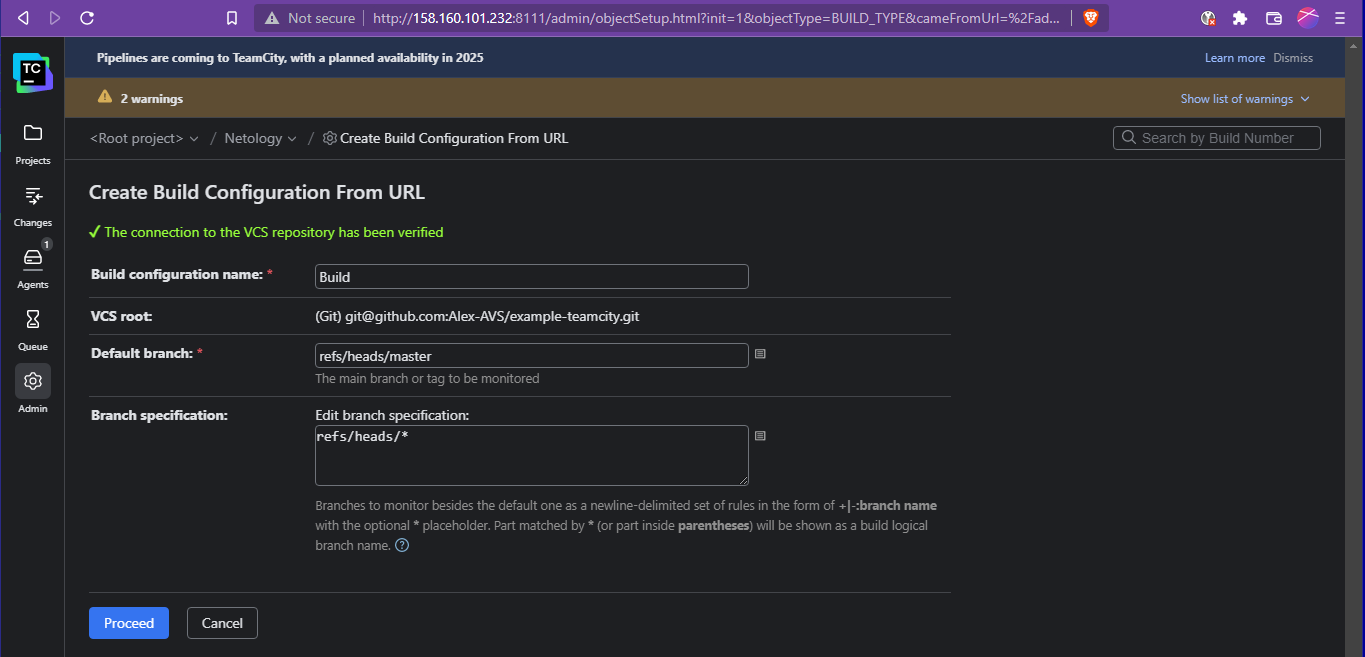 Not secure http://158.160.101.232:8111/admin/objectSetup.html?init=1&objectType=BUILD_TYPE&cameFromUrl=%2Fad...
TC
Pipelines are coming to TeamCity, with a planned availability in 2025 Learn more Dismiss
2 warnings Show list of warnings
<Root project> / Netology / Create Build Configuration From URL Search by Build Number
Projects
Changes
1
Agents
Queue
Admin
Create Build Configuration From URL
The connection to the VCS repository has been verified
Build configuration name: * Build
VCS root: (Git) git@github.com:Alex-AVS/example-teamcity.git
Default branch: * refs/heads/master
The main branch or tag to be monitored
Branch specification: Edit branch specification:
refs/heads/*
Branches to monitor besides the default one as a newline-delimited set of rules in the form of +|-:branch name
with the optional * placeholder. Part matched by * (or part inside parentheses) will be shown as a build logical
branch name. ?
Proceed Cancel